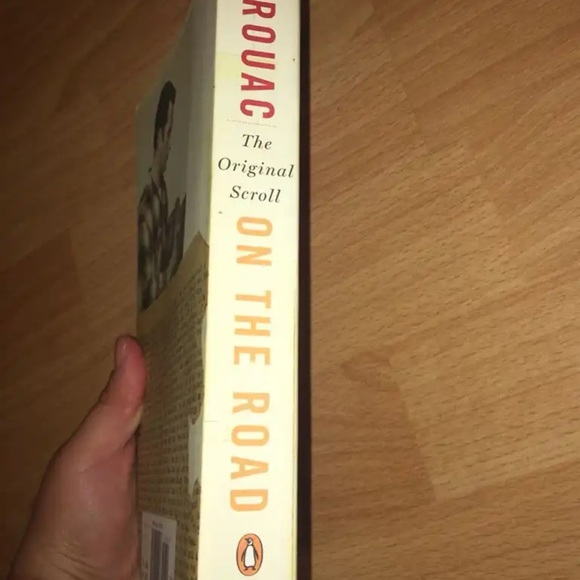 ROUAC
The
Original
Scroll
ON THE ROAD